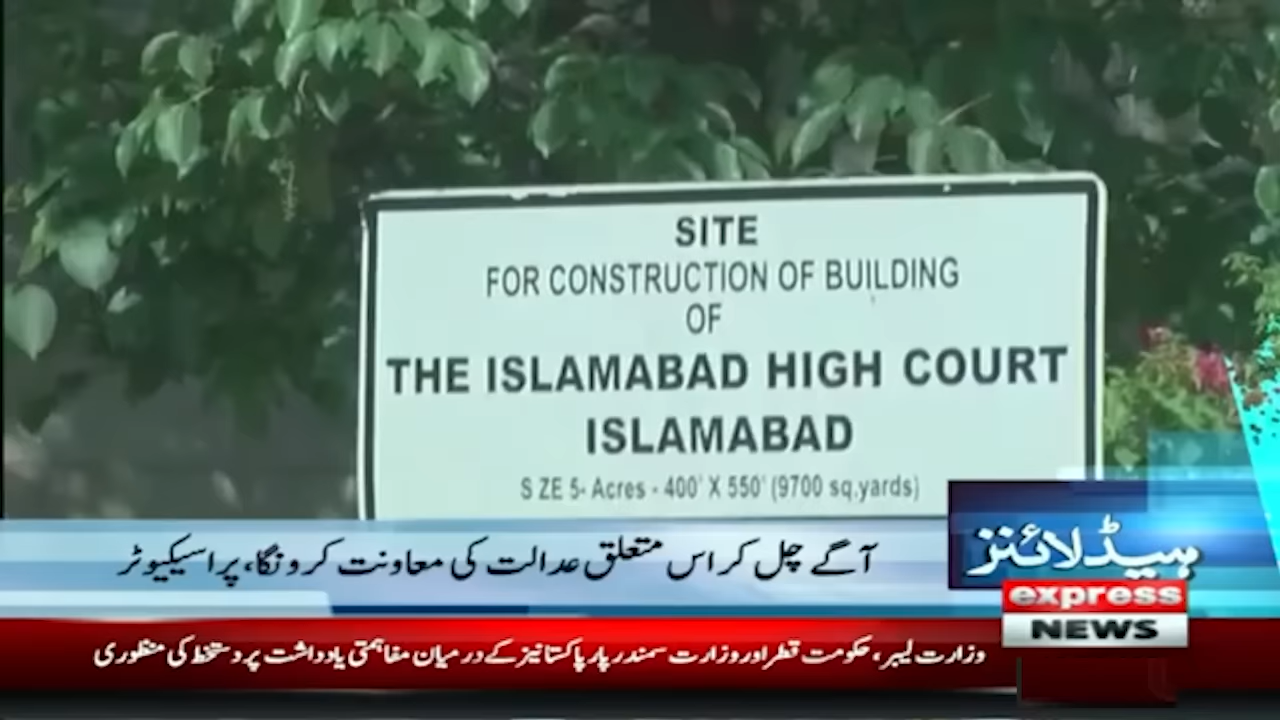 SITE
FOR CONSTRUCTION OF BUILDING
OF
THE ISLAMABAD HIGH COURT
ISLAMABAD
S ZE 5- Acres - 400' X 550' (9700 sq.yards)
آگے چل کر اس متعلق عدالت کی معاونت کرونگا، پراسیکیوٹر
ہیڈلائنز
express
NEWS
وزارت لیبر، حکومت قطر اور وزارت سمندر پار پاکستانیز کے درمیان مفاہمتی یادداشت پر دستخط کی منظوری